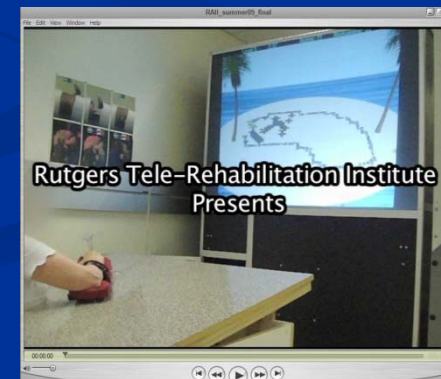 RAII_summer05_final
File Edit View Window Help
Rutgers Tele-Rehabilitation Institute
Presents
00:00:00